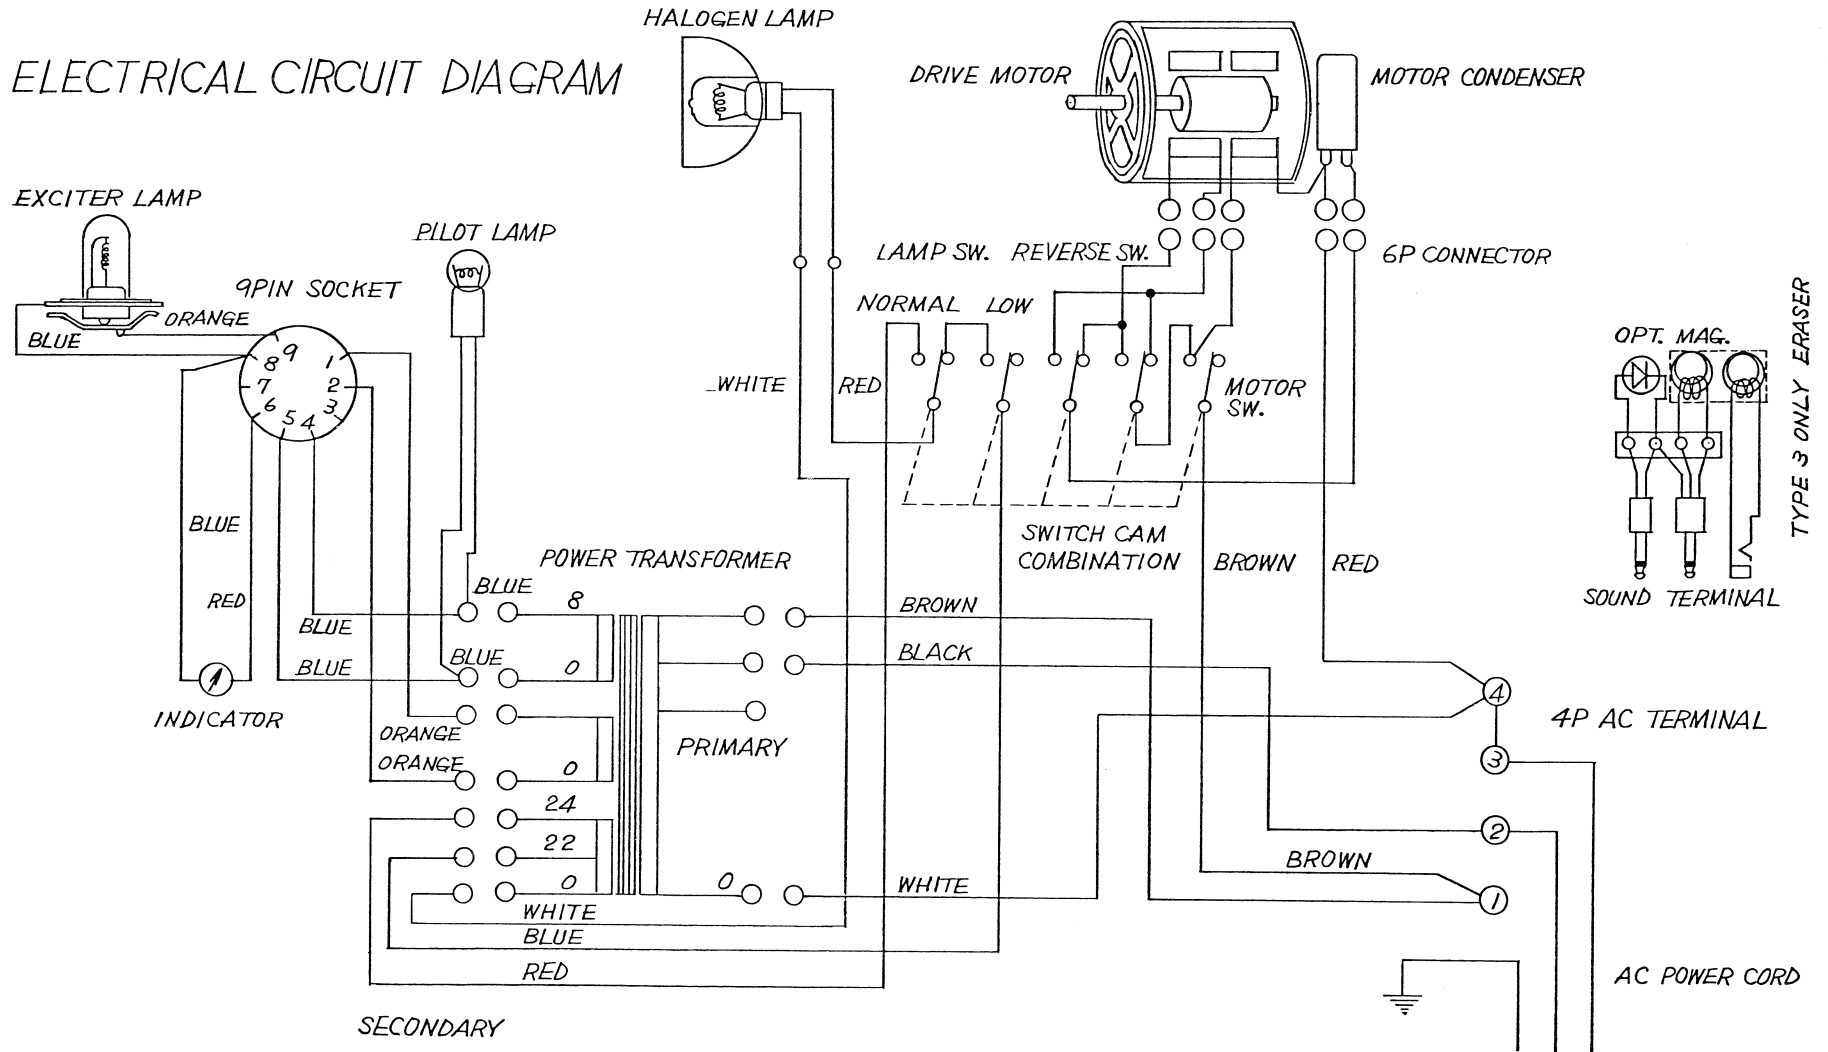 ELECTRICAL CIRCUIT DIAGRAM
HALOGEN LAMP
DRIVE MOTOR
MOTOR CONDENSER
EXCITER LAMP
PILOT LAMP
9PIN SOCKET
ORANGE
BLUE
9
8
7
6
5
4
3
2
1
LAMP SW.
REVERSE SW.
6P CONNECTOR
NORMAL
LOW
WHITE
RED
MOTOR
SW.
OPT.
MAG.
TYPE 3 ONLY ERASER
SOUND TERMINAL
SWITCH CAM
COMBINATION
BROWN
RED
BLUE
RED
INDICATOR
POWER TRANSFORMER
BLUE
8
BLUE
BLUE
0
BLUE
ORANGE
ORANGE
0
24
22
0
WHITE
BLUE
RED
SECONDARY
PRIMARY
0
BROWN
BLACK
WHITE
4
4P AC TERMINAL
3
2
BROWN
1
AC POWER CORD